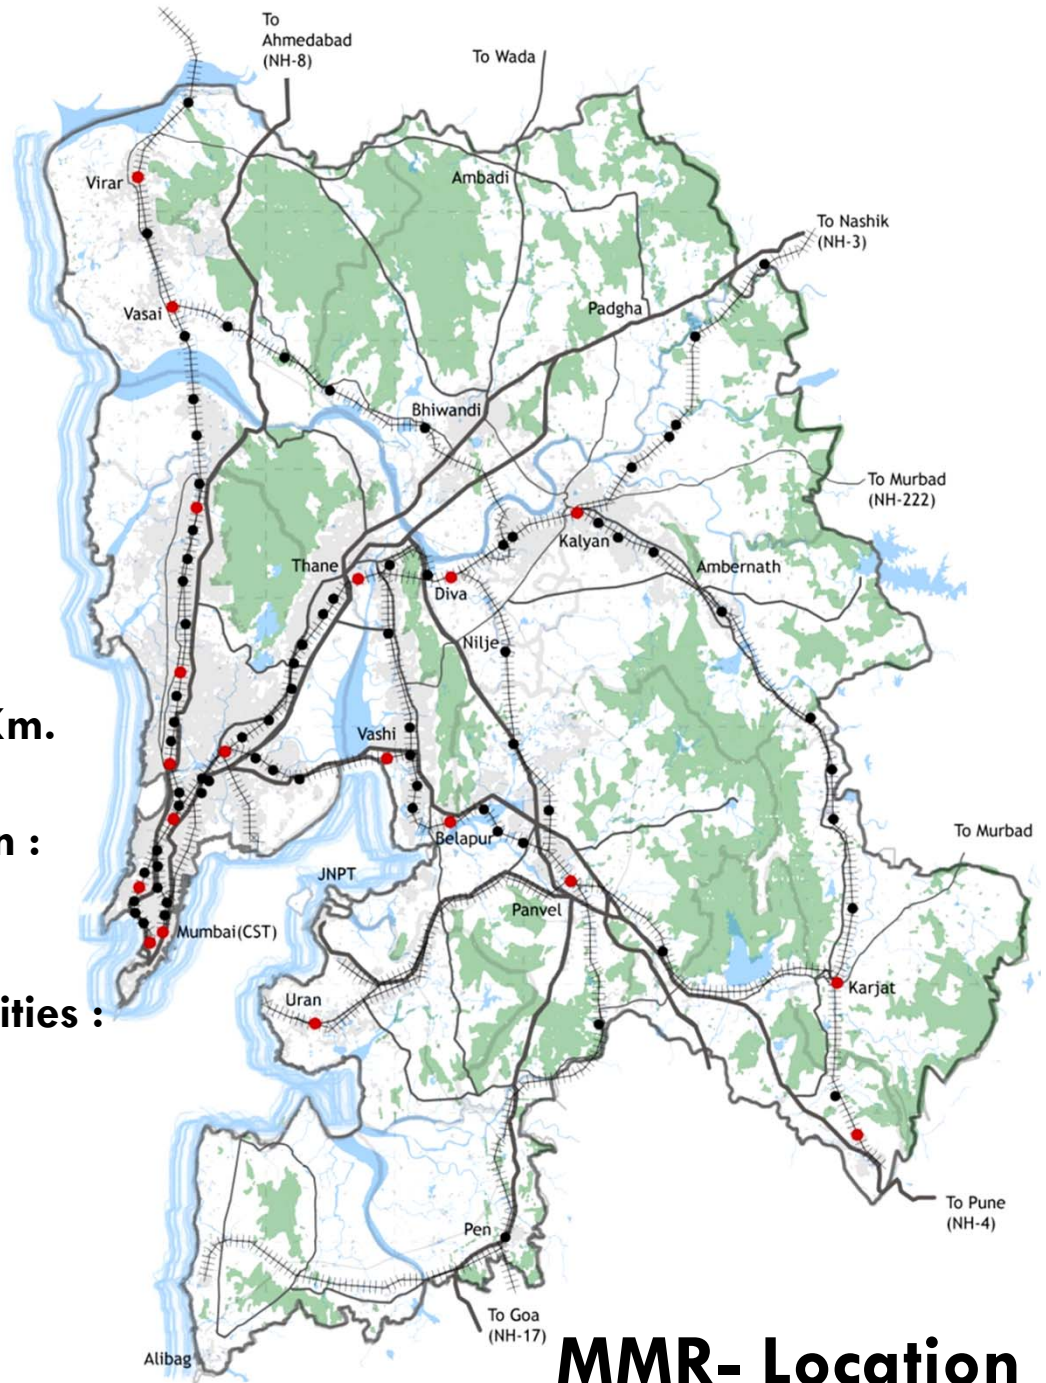 To
Ahmedabad
(NH-8)
To Wada
Virar
Ambadi
To Nashik
(NH-3)
Vasai
Padgha
Bhiwandi
To Murbad
(NH-222)
Kalyan
Thane
Ambernath
Diva
Nilje
Km.
Vashi
n :
Belapur
To Murbad
JNPT
Panvel
Mumbai(CST)
Karjat
Uran
ities :
To Pune
(NH-4)
Pen
To Goa
(NH-17)
Alibag
MMR- Location